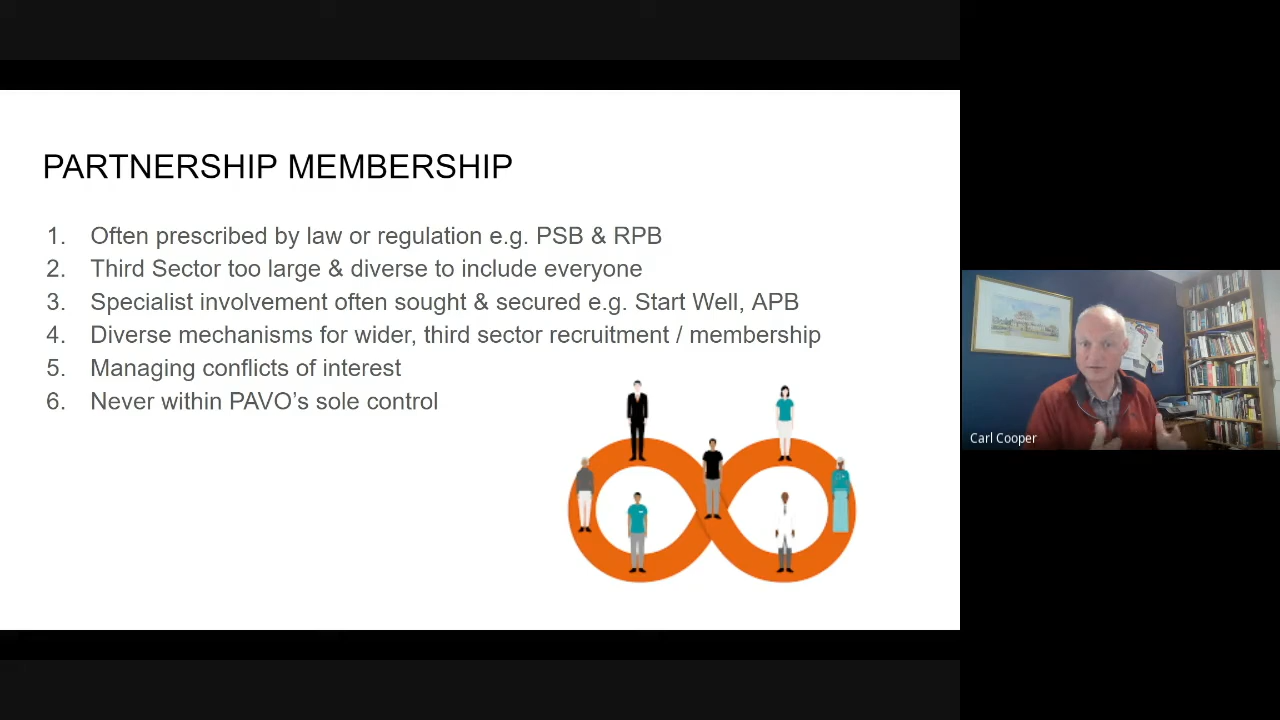 PARTNERSHIP MEMBERSHIP
1. Often prescribed by law or regulation e.g. PSB & RPB
2. Third Sector too large & diverse to include everyone
3. Specialist involvement often sought & secured e.g. Start Well, APB
4. Diverse mechanisms for wider, third sector recruitment / membership
5. Managing conflicts of interest
6. Never within PAVO’s sole control
Carl Cooper